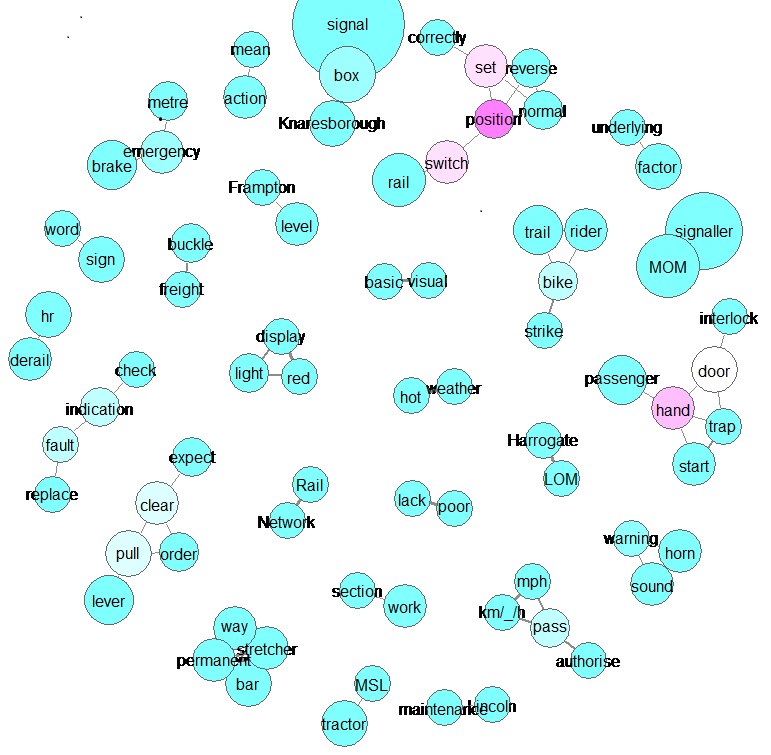 signal
correctly
mean
set
reverse
box
metre
action
normal
Knaresborough
position
underlying
emergency
brake
switch
factor
rail
Frampton
level
word
trail
rider
signaller
buckle
sign
MOM
basic
visual
bike
freight
hr
interlock
strike
display
derail
check
light
red
door
passenger
hot
weather
indication
hand
trap
fault
Harrogate
expect
start
LOM
replace
Rail
clear
lack
poor
Network
warning
horn
pull
order
mph
sound
section
lever
work
km/_/h
pass
way
stretcher
permanent
authorise
bar
MSL
maintenance
Lincoln
tractor